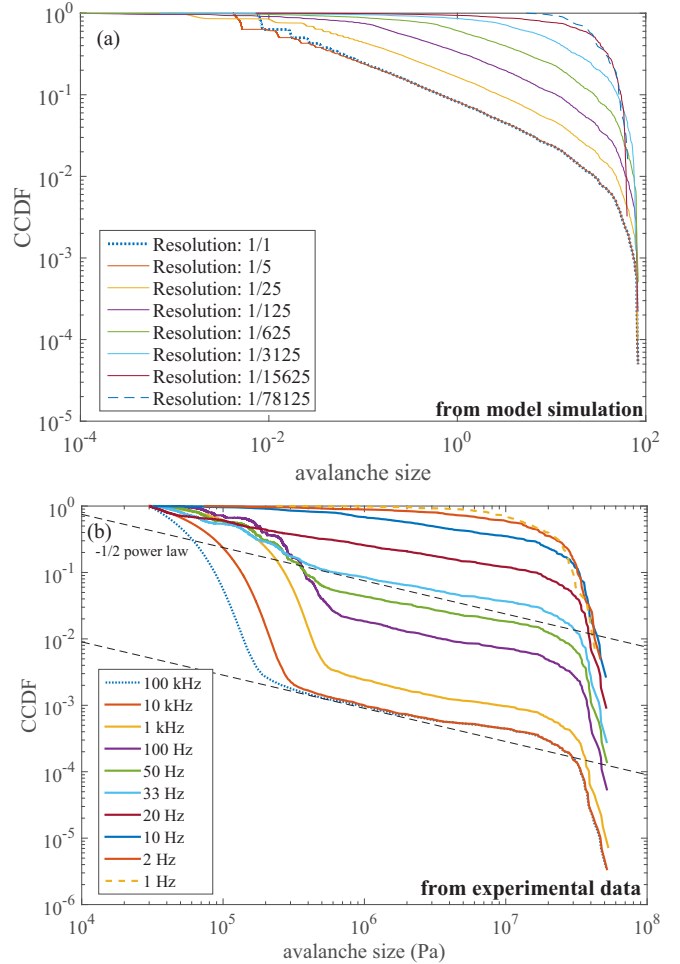 10^0
(a)
10^-1
10^-2
CCDF
10^-3
Resolution: 1/1
Resolution: 1/5
Resolution: 1/25
Resolution: 1/125
Resolution: 1/625
Resolution: 1/3125
Resolution: 1/15625
Resolution: 1/78125
10^-4
from model simulation
10^-5
10^-4 10^-2 10^0 10^2
avalanche size
10^0
(b)
-1/2 power law
10^-1
10^-2
CCDF
10^-3
100 kHz
10 kHz
1 kHz
100 Hz
50 Hz
33 Hz
20 Hz
10 Hz
2 Hz
1 Hz
10^-4
10^-5
from experimental data
10^-6
10^4 10^5 10^6 10^7 10^8
avalanche size (Pa)